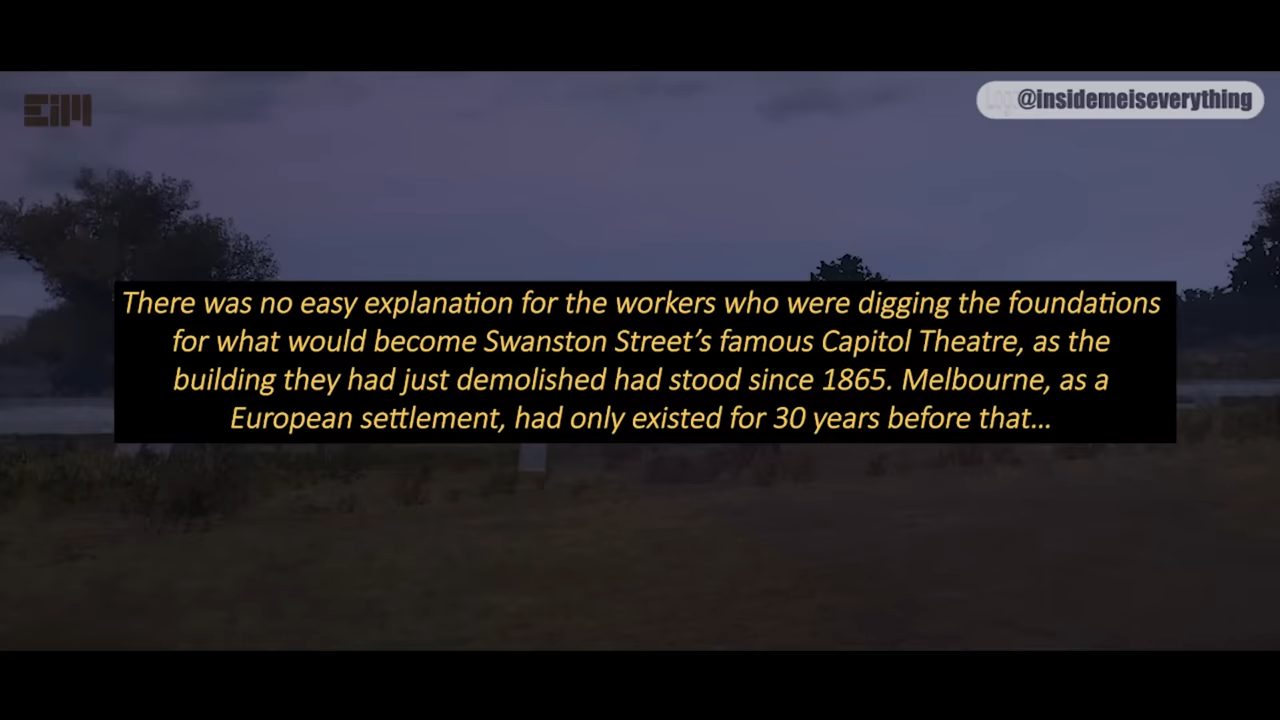 EiM
@insidemeiseverything
There was no easy explanation for the workers who were digging the foundations
for what would become Swanston Street’s famous Capitol Theatre, as the
building they had just demolished had stood since 1865. Melbourne, as a
European settlement, had only existed for 30 years before that…